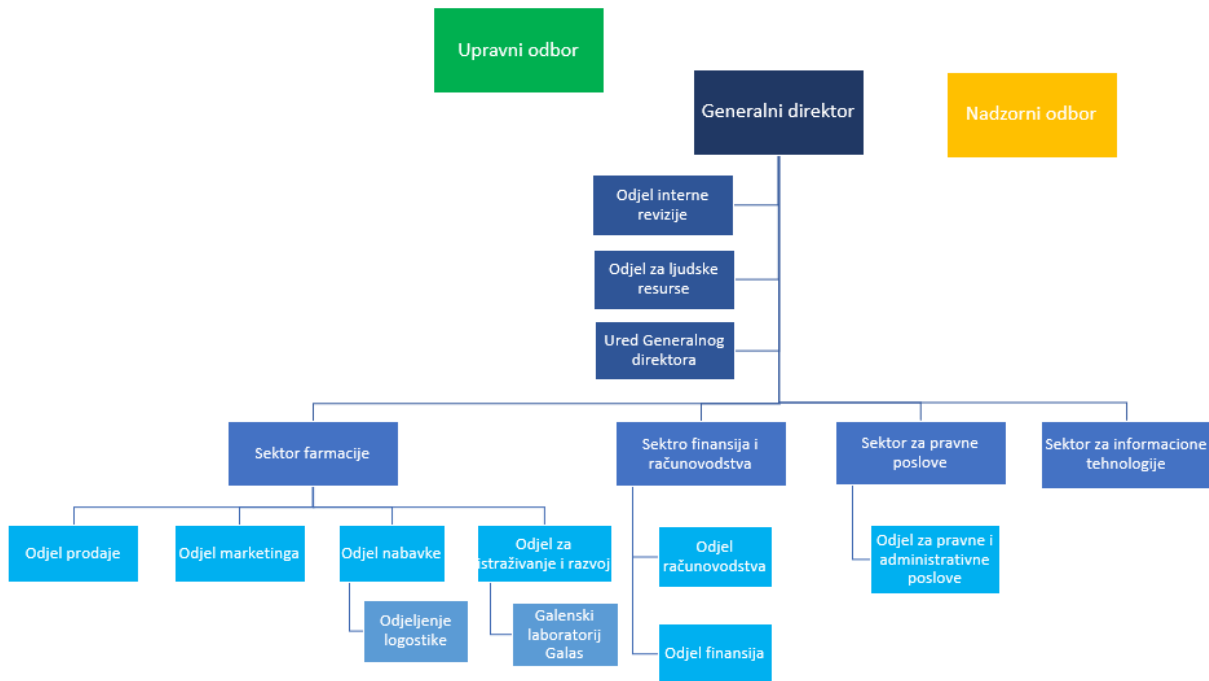 Upravni odbor
Generalni direktor
Nadzorni odbor
Odjel interne
revizije
Odjel za ljudske
resurse
Ured Generalnog
direktora
Sektor farmacije
Sektro finansija i
računovodstva
Sektor za pravne
poslove
Sektor za informacione
tehnologije
Odjel prodaje
Odjel marketinga
Odjel nabavke
Odjel za
istraživanje i razvoj
Odjel
računovodstva
Odjel za pravne i
administrativne
poslove
Odjeljenje
logostike
Galenski
laboratorij
Galas
Odjel finansija